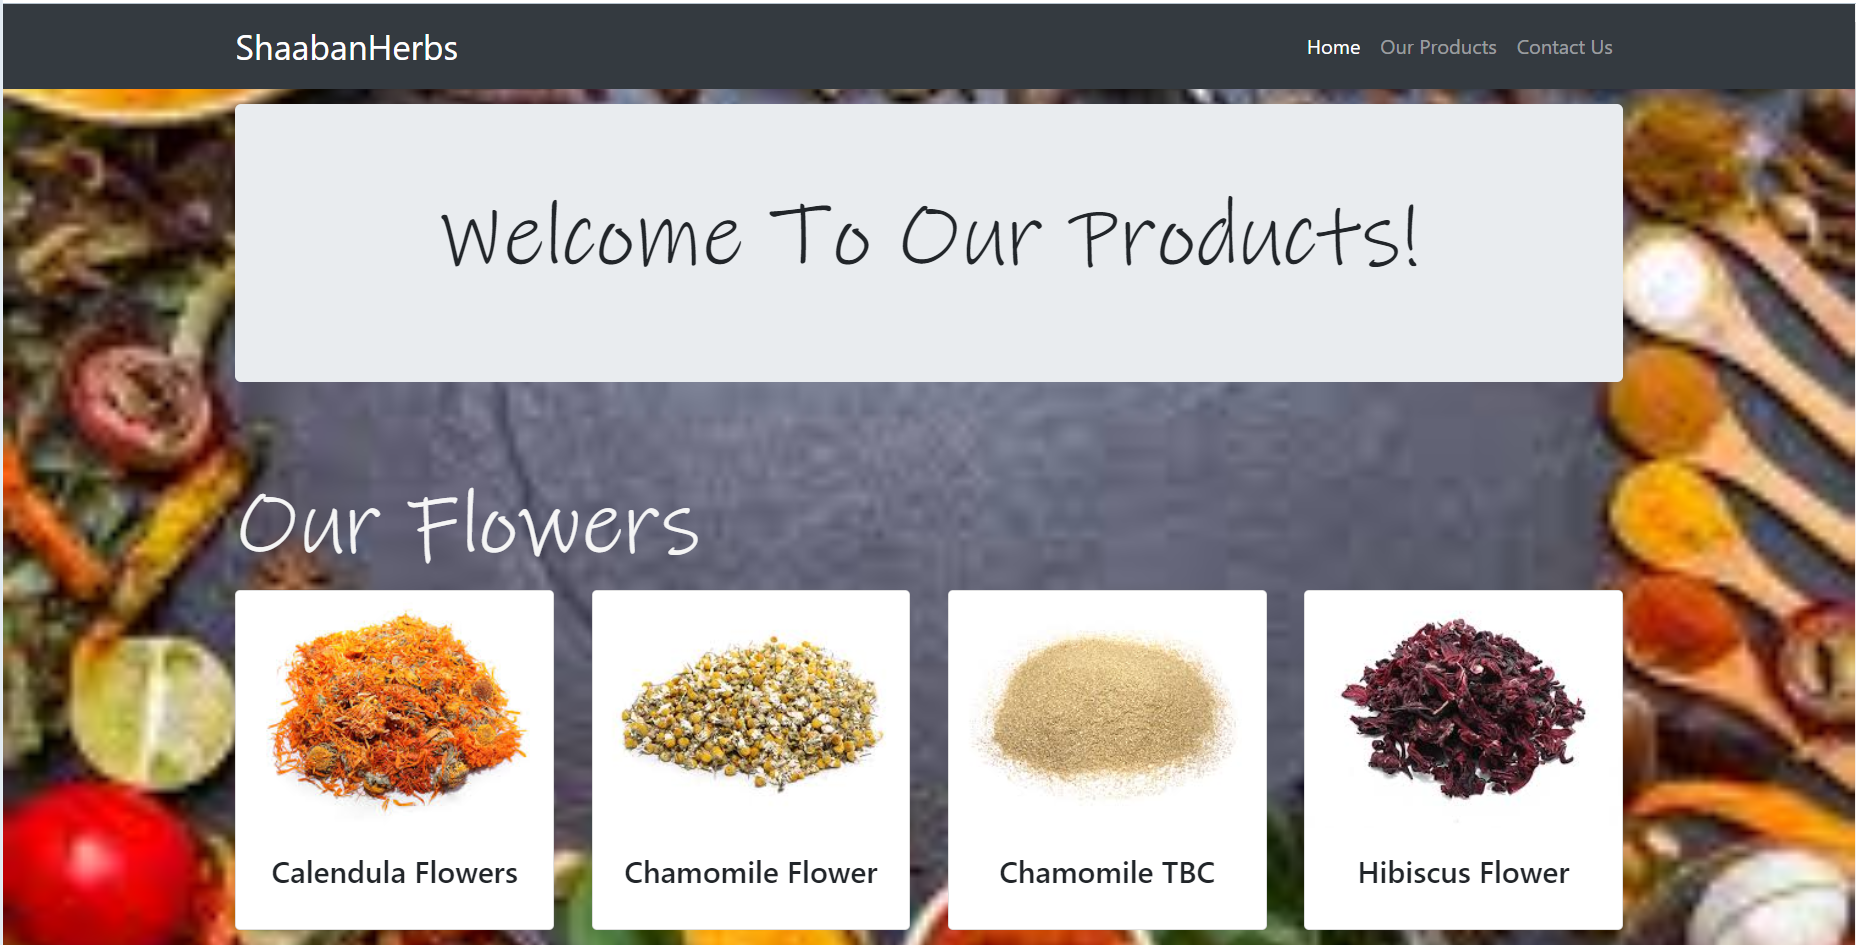 ShaabanHerbs
Home Our Products Contact Us
Welcome To Our Products!
Our Flowers
Calendula Flowers
Chamomile Flower
Chamomile TBC
Hibiscus Flower